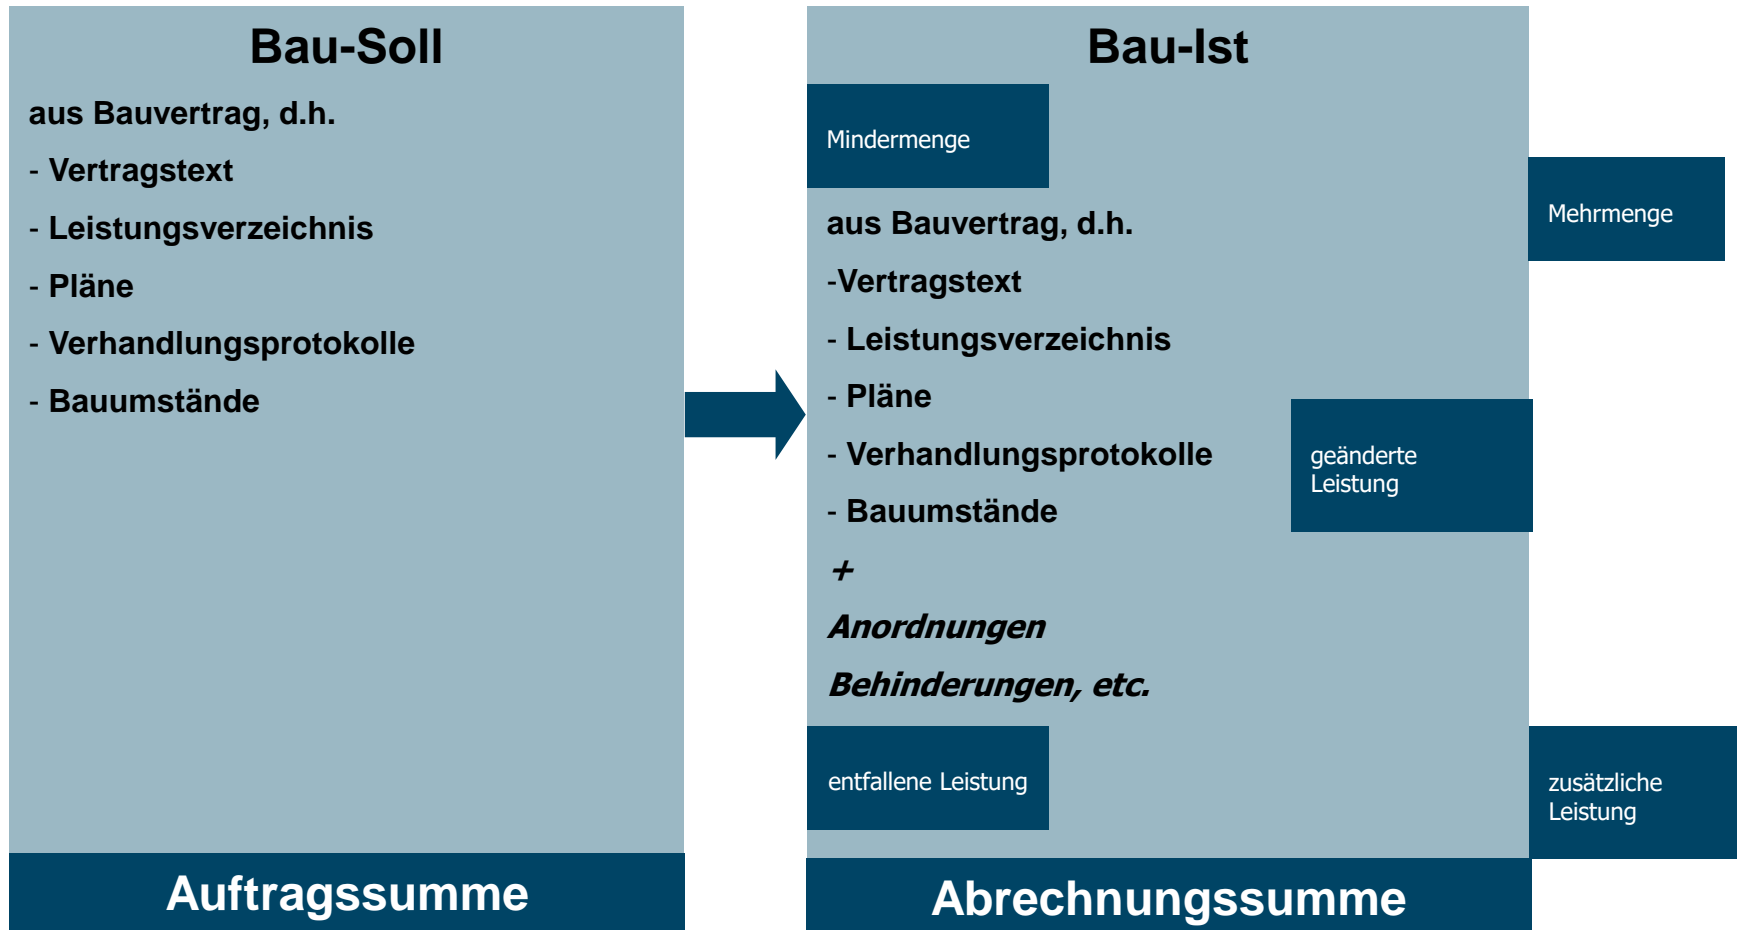 Bau-Soll
aus Bauvertrag, d.h.
- Vertragstext
- Leistungsverzeichnis
- Pläne
- Verhandlungsprotokolle
- Bauumstände
Auftragssumme
Bau-Ist
Mindermenge
Mehrmenge
aus Bauvertrag, d.h.
-Vertragstext
- Leistungsverzeichnis
- Pläne
- Verhandlungsprotokolle
- Bauumstände
geänderte
Leistung
+
Anordnungen
Behinderungen, etc.
entfallene Leistung
zusätzliche
Leistung
Abrechnungssumme